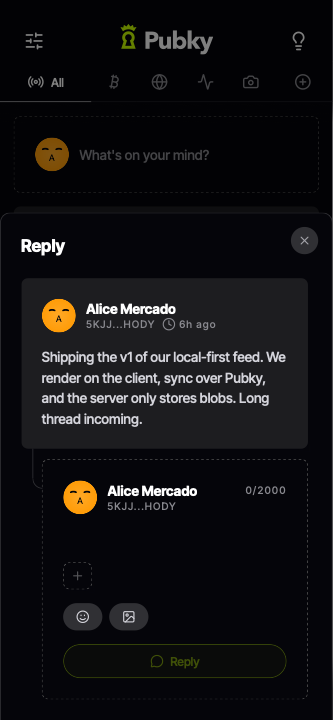 Pubky
All
What's on your mind?
Reply
A
Alice Mercado
5KJJ...HODY 6h ago
Shipping the v1 of our local-first feed. We
render on the client, sync over Pubky,
and the server only stores blobs. Long
thread incoming.
A
Alice Mercado 0/2000
5KJJ...HODY
Reply